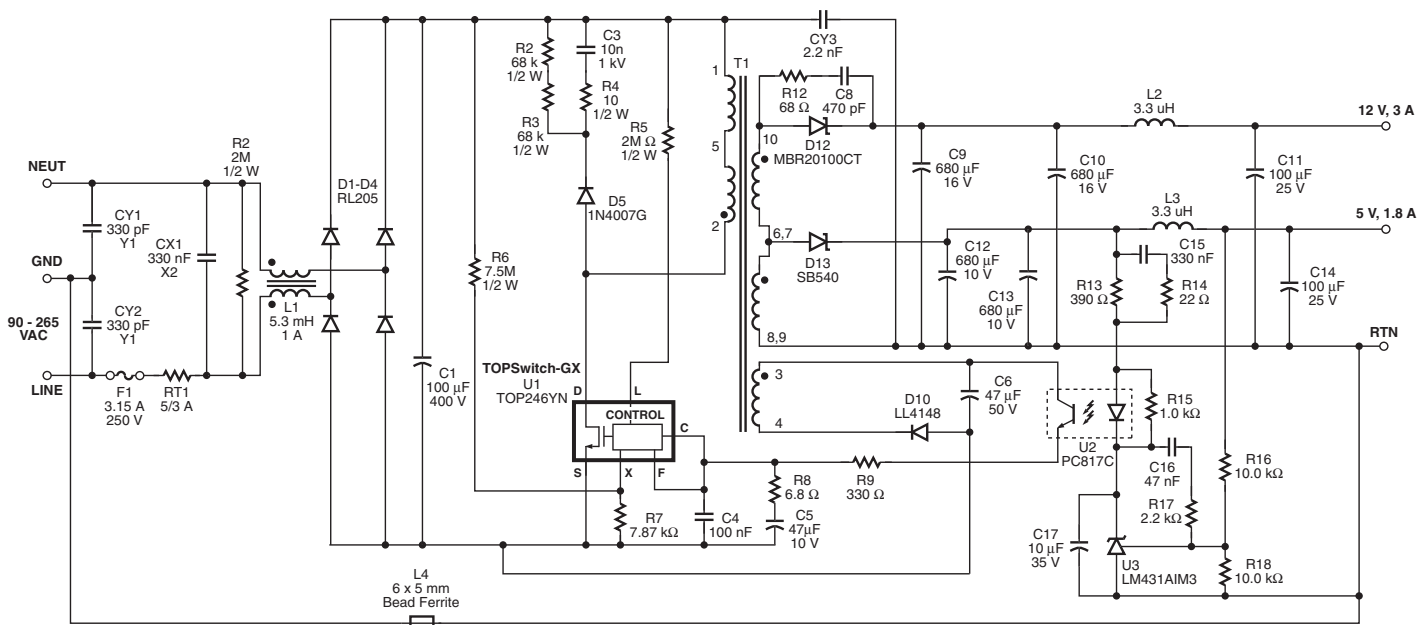 CY3
2.2 nF
R2
68 k
1/2 W
C3
10n
1 kV
T1
1
R12
68 Ω
C8
470 pF
L2
3.3 uH
12 V, 3 A
R4
10
1/2 W
R3
68 k
1/2 W
R5
2M Ω
1/2 W
5
10
D12
MBR20100CT
C9
680 µF
16 V
C10
680 µF
16 V
C11
100 µF
25 V
R2
2M
1/2 W
NEUT
D1-D4
RL205
D5
1N4007G
2
L3
3.3 uH
5 V, 1.8 A
CY1
330 pF
Y1
CX1
330 nF
X2
6,7
D13
SB540
C12
680 µF
10 V
C15
330 nF
GND
R6
7.5M
1/2 W
C13
680 µF
10 V
R13
390 Ω
R14
22 Ω
C14
100 µF
25 V
90 - 265
VAC
CY2
330 pF
Y1
L1
5.3 mH
1 A
8,9
RTN
LINE
F1
3.15 A
250 V
RT1
5/3 A
C1
100 µF
400 V
TOPSwitch-GX
U1
TOP246YN
D
L
CONTROL
C
S
X
F
3
4
D10
LL4148
C6
47 µF
50 V
R15
1.0 kΩ
U2
PC817C
C16
47 nF
R16
10.0 kΩ
R7
7.87 kΩ
C4
100 nF
R8
6.8 Ω
C5
47µF
10 V
R9
330 Ω
R17
2.2 kΩ
C17
10 µF
35 V
U3
LM431AIM3
R18
10.0 kΩ
L4
6 x 5 mm
Bead Ferrite